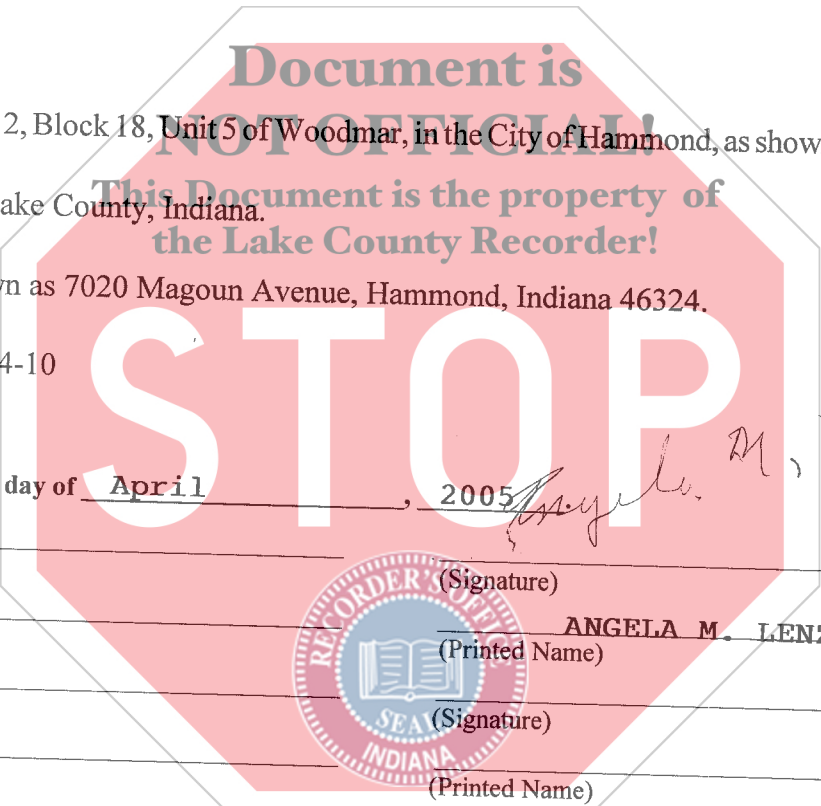 Document is
2, Block 18, Unit 5 of Woodmar, in the City of Hammond, as show
NOT OFFICIAL!
This Document is the property of
ake County, Indiana.
the Lake County Recorder!
n as 7020 Magoun Avenue, Hammond, Indiana 46324.
4-10
STOP
day of April, 2005 Angela M,
(Signature)
ANGELA M. LEN
(Printed Name)
(Signature)
(Printed Name)
RECORDER'S OFFICE
SEAL
INDIANA